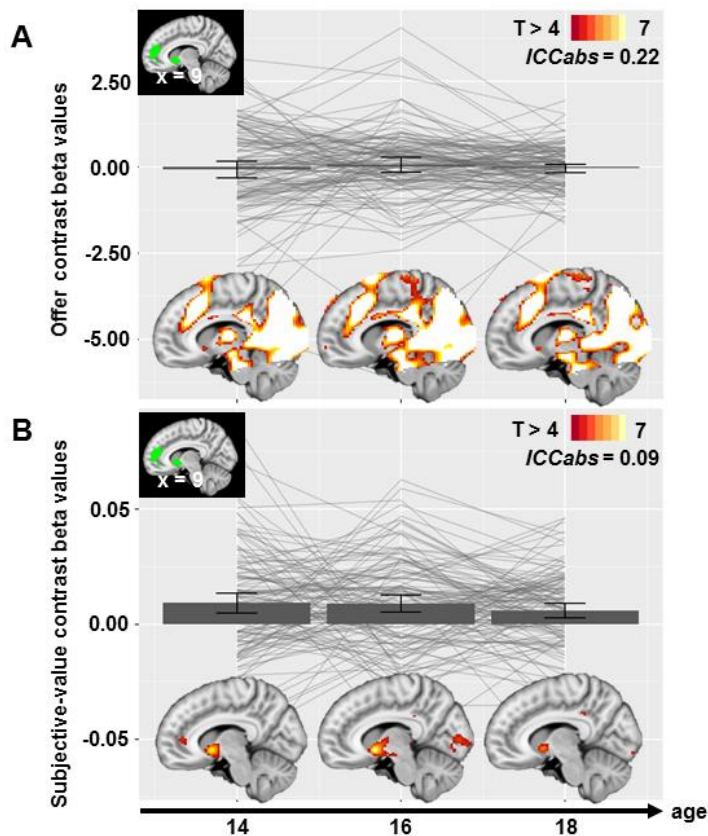 A
x = 9
T > 4 7
ICCabs = 0.22
Offer contrast beta values
2.50
0.00
-2.50
-5.00
B
x = 9
T > 4 7
ICCabs = 0.09
Subjective-value contrast beta values
0.05
0.00
-0.05
age
14 16 18